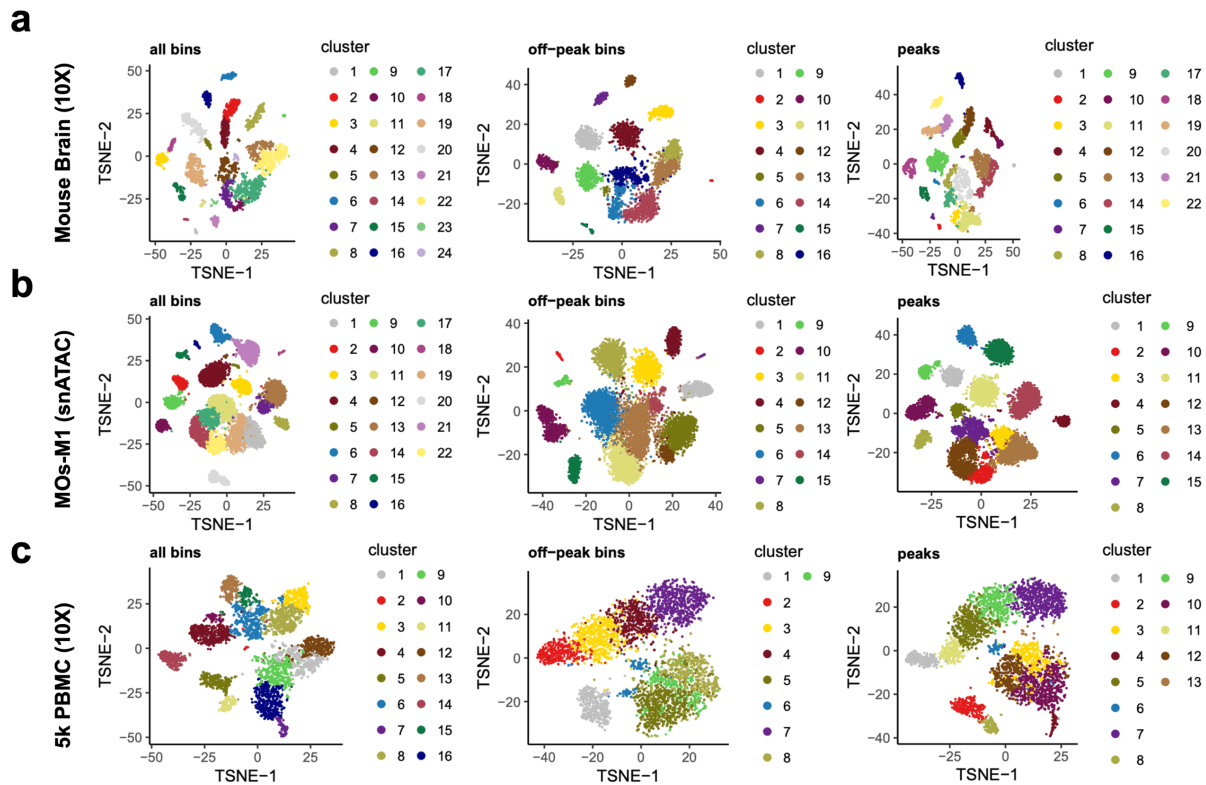 a
Mouse Brain (10X)
all bins
TSNE−2
50
25
0
−25
−50 −25 0 25
TSNE−1
cluster
1 9 17
2 10 18
3 11 19
4 12 20
5 13 21
6 14 22
7 15 23
8 16 24
off−peak bins
TSNE−2
40
20
0
−20
−25 0 25 50
TSNE−1
cluster
1 9
2 10
3 11
4 12
5 13
6 14
7 15
8 16
peaks
TSNE−2
40
20
0
−20
−40
−50 −25 0 25 50
TSNE−1
cluster
1 9 17
2 10 18
3 11 19
4 12 20
5 13 21
6 14 22
7 15
8 16
b
MOs-M1 (snATAC)
all bins
TSNE−2
50
25
0
−25
−50
−50 −25 0 25
TSNE−1
cluster
1 9 17
2 10 18
3 11 19
4 12 20
5 13 21
6 14 22
7 15
8 16
off−peak bins
TSNE−2
40
20
0
−20
−40 −20 0 20 40
TSNE−1
cluster
1 9
2 10
3 11
4 12
5 13
6 14
7 15
8
peaks
TSNE−2
40
20
0
−20
−25 0 25
TSNE−1
cluster
1 9
2 10
3 11
4 12
5 13
6 14
7 15
8
c
5k PBMC (10X)
all bins
TSNE−2
25
0
−25
−50
−50 −25 0 25
TSNE−1
cluster
1 9
2 10
3 11
4 12
5 13
6 14
7 15
8 16
off−peak bins
TSNE−2
20
0
−20
−40 −20 0 20
TSNE−1
cluster
1 9
2
3
4
5
6
7
8
peaks
TSNE−2
20
0
−20
−40
−50 −25 0 25
TSNE−1
cluster
1 9
2 10
3 11
4 12
5 13
6
7
8